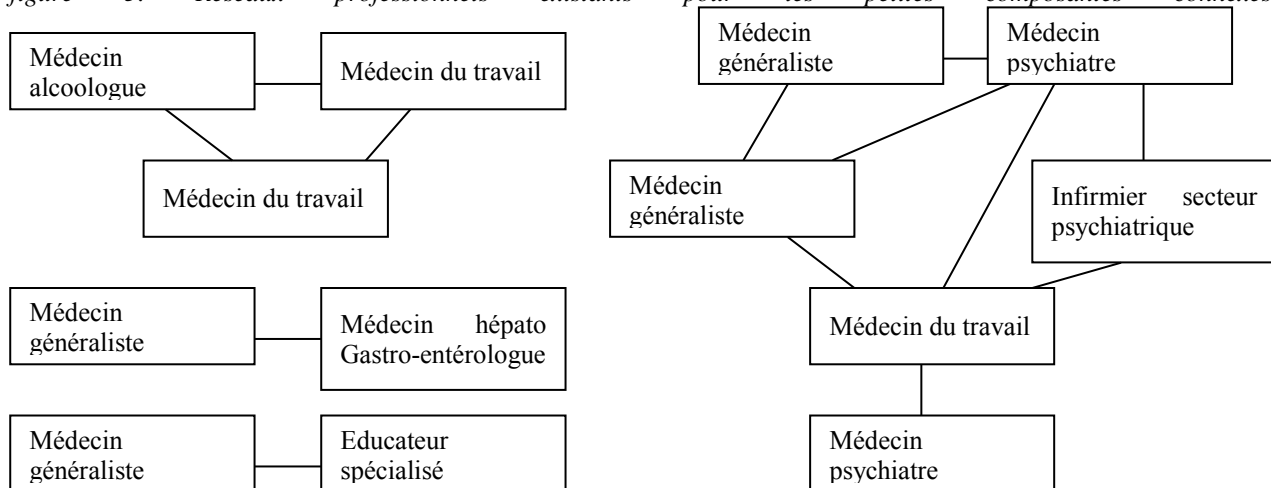 figure 3: Réseaux professionnels existants pour les petites composantes connexes
Médecin
alcoologue
Médecin du travail
Médecin du travail
Médecin
généraliste
Médecin hépato
Gastro-entérologue
Médecin
généraliste
Educateur
spécialisé
Médecin
généraliste
Médecin
psychiatre
Médecin
généraliste
Infirmier secteur
psychiatrique
Médecin du travail
Médecin
psychiatre